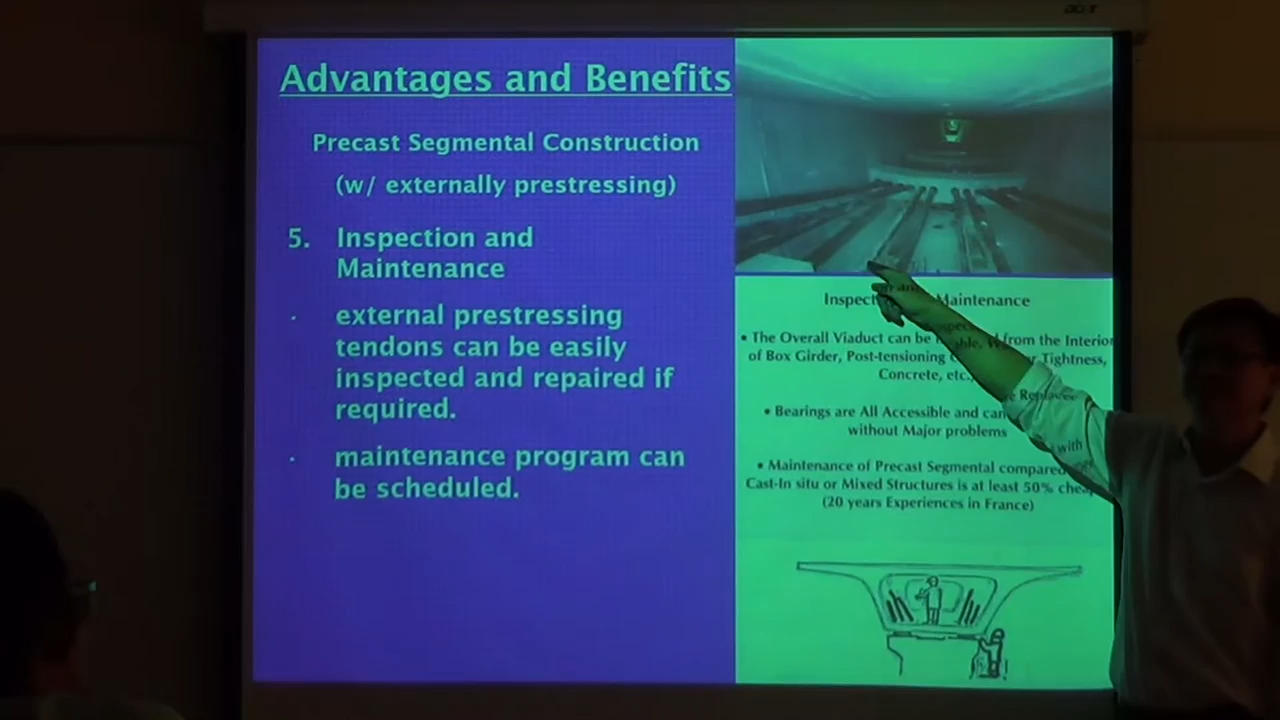 acer
Advantages and Benefits
Precast Segmental Construction
(w/ externally prestressing)
5. Inspection and
Maintenance
· external prestressing
tendons can be easily
inspected and repaired if
required.
· maintenance program can
be scheduled.
Maintenance
• The Overall Viaduct can be from the Interior
of Box Girder, Post-tensioning Tightness,
Concrete, etc.,
• Bearings are All Accessible and can
without Major problems
• Maintenance of Precast Segmental compared with
Cast-In situ or Mixed Structures is at least 50%
(20 years Experiences in France)